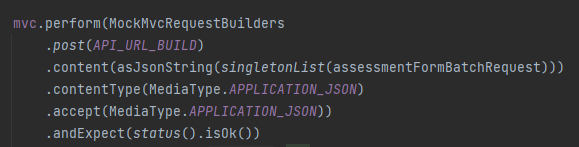 mvc.perform(MockMvcRequestBuilders
.post(API_URL_BUILD)
.content(asJsonString(singletonList(assessmentFormBatchRequest)))
.contentType(MediaType.APPLICATION_JSON)
.accept(MediaType.APPLICATION_JSON))
.andExpect(status().isOk())